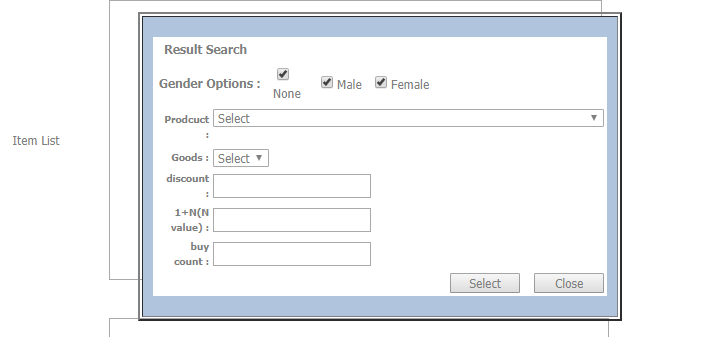 Result Search
Gender Options :
None
Male
Female
Prodcuct
:
Select
Item List
Goods :
Select
discount
:
1+N(N
value) :
buy
count :
Select
Close